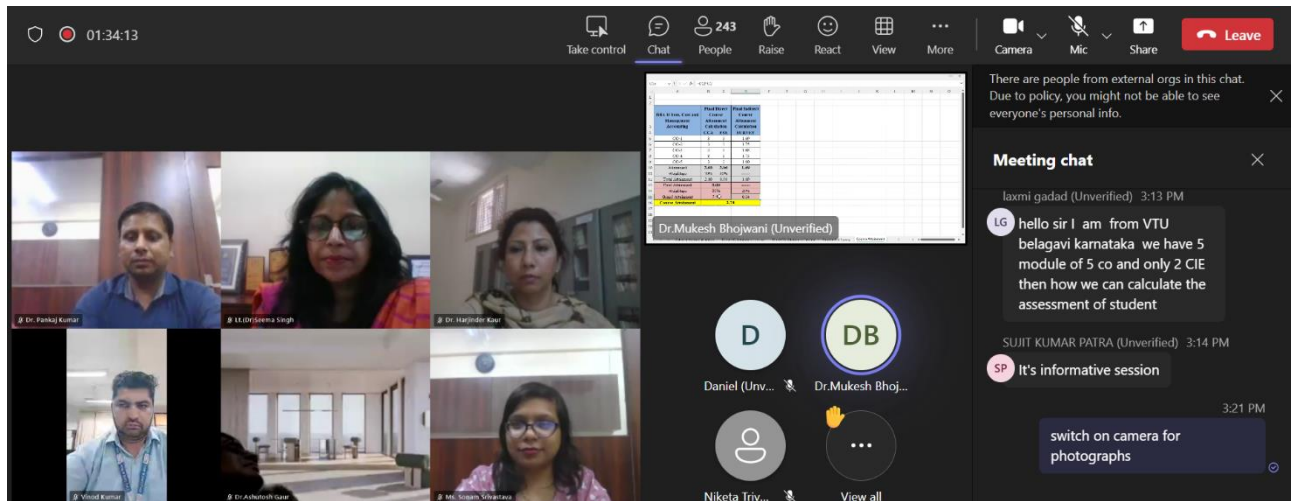 01:34:13
Take control
Chat
243
People
Raise
React
View
More
Camera
Mic
Share
Leave
There are people from external orgs in this chat.
Due to policy, you might not be able to see
everyone's personal info.
Meeting chat
laxmi gadad (Unverified) 3:13 PM
LG
hello sir I am from VTU
belagavi karnataka we have 5
module of 5 co and only 2 CIE
then how we can calculate the
assessment of student
SUJIT KUMAR PATRA (Unverified) 3:14 PM
SP
It's informative session
3:21 PM
switch on camera for
photographs
Dr.Mukesh Bhojwani (Unverified)
Dr. Pankaj Kumar
Lt.(Dr)Seema Singh
Dr. Harjinder Kaur
Vinod Kumar
Dr.Ashutosh Gaur
Ms. Sonam Srivastava
D
Daniel (Unv...
DB
Dr.Mukesh Bhoj...
Niketa Triv...
View all